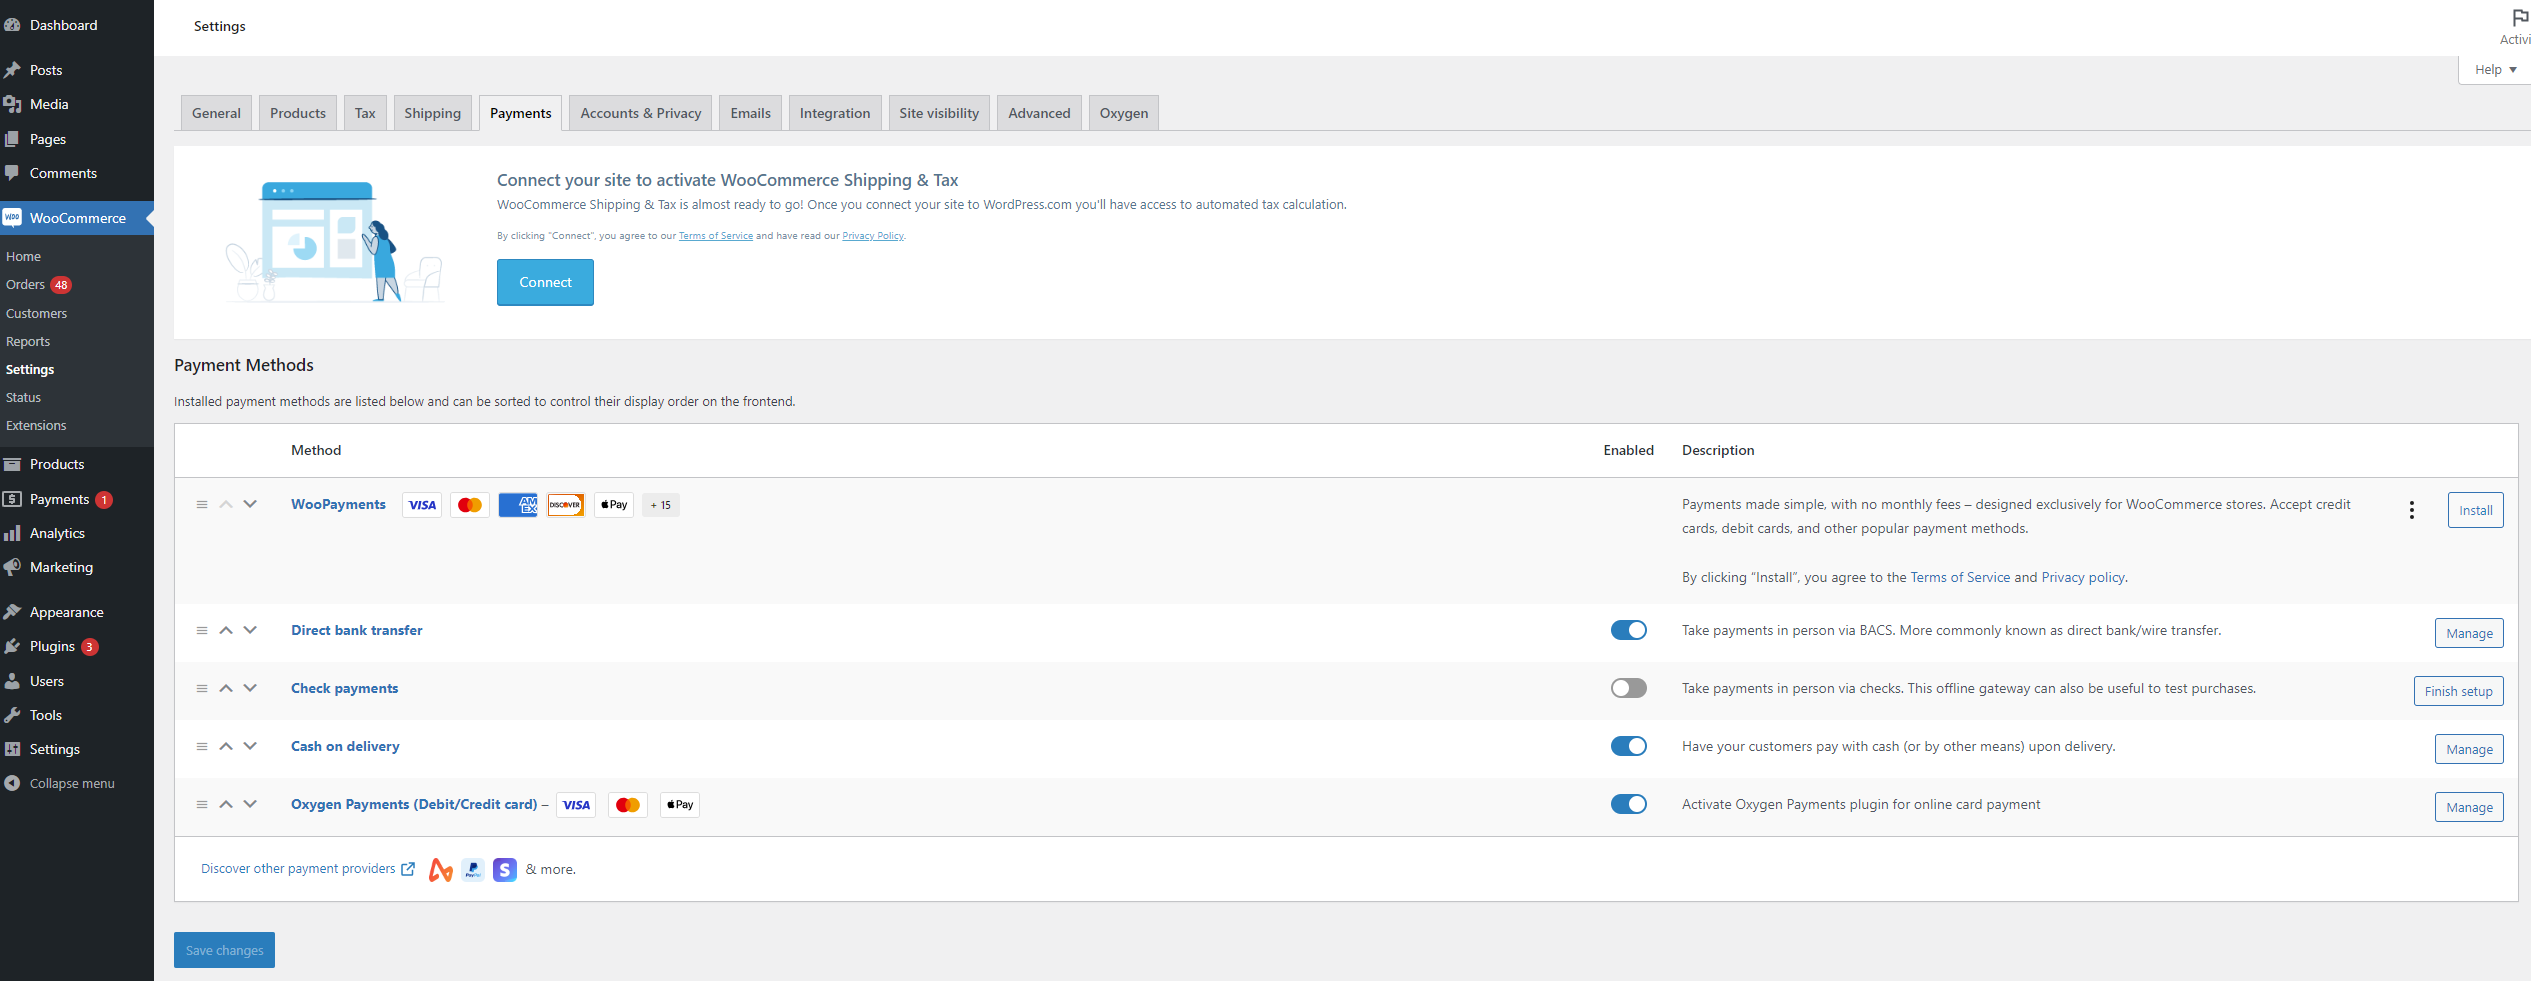 Dashboard
Posts
Media
Pages
Comments
WOO WooCommerce
Home
Orders 48
Customers
Reports
Settings
Status
Extensions
Products
Payments 1
Analytics
Marketing
Appearance
Plugins 3
Users
Tools
Settings
Collapse menu
Settings
Activi
Help
General Products Tax Shipping Payments Accounts & Privacy Emails Integration Site visibility Advanced Oxygen
Connect your site to activate WooCommerce Shipping & Tax
WooCommerce Shipping & Tax is almost ready to go! Once you connect your site to WordPress.com you'll have access to automated tax calculation.
By clicking "Connect", you agree to our Terms of Service and have read our Privacy Policy.
Connect
Payment Methods
Installed payment methods are listed below and can be sorted to control their display order on the frontend.
Method Enabled Description
WooPayments VISA AM EX DISCOVER Pay + 15
Payments made simple, with no monthly fees – designed exclusively for WooCommerce stores. Accept credit
cards, debit cards, and other popular payment methods.
By clicking “Install”, you agree to the Terms of Service and Privacy policy.
Install
Direct bank transfer Take payments in person via BACS. More commonly known as direct bank/wire transfer. Manage
Check payments Take payments in person via checks. This offline gateway can also be useful to test purchases. Finish setup
Cash on delivery Have your customers pay with cash (or by other means) upon delivery. Manage
Oxygen Payments (Debit/Credit card) – VISA Pay Activate Oxygen Payments plugin for online card payment Manage
Discover other payment providers PayPal S & more.
Save changes